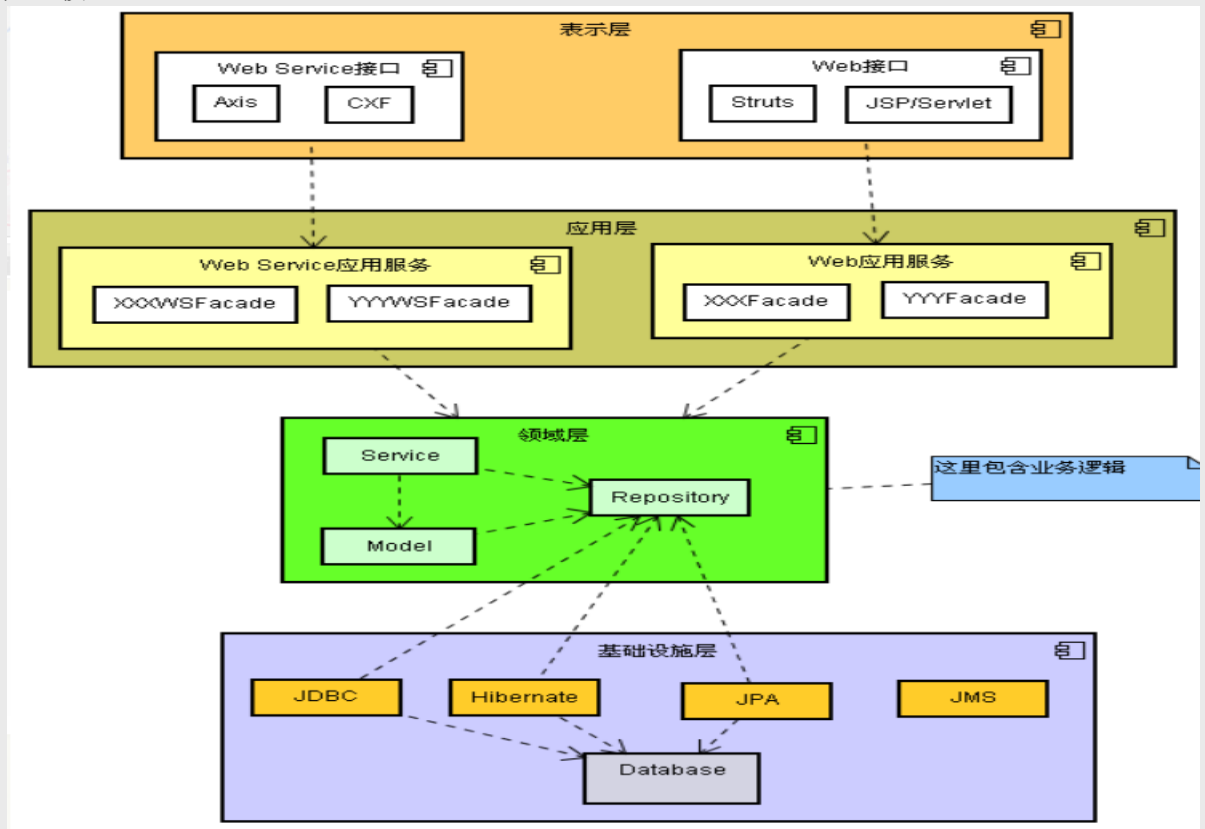 表示层
Web Service接口
Axis
CXF
Web接口
Struts
JSP/Servlet
应用层
Web Service应用服务
XXXWSFacade
YYYWSFacade
Web应用服务
XXXFacade
YYYFacade
领域层
Service
Repository
Model
这里包含业务逻辑
基础设施层
JDBC
Hibernate
JPA
JMS
Database